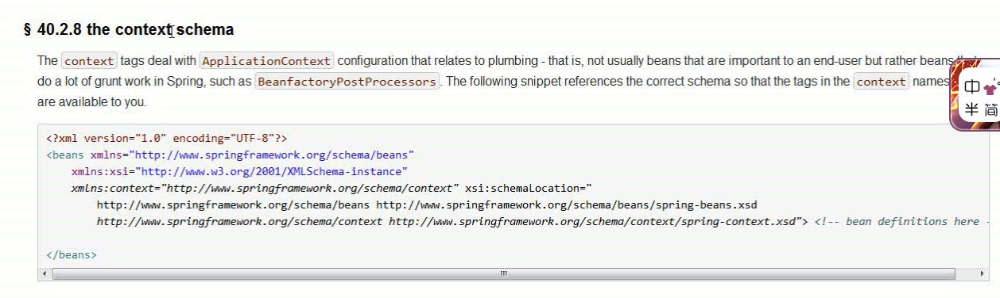 § 40.2.8 the context schema
The context tags deal with ApplicationContext configuration that relates to plumbing - that is, not usually beans that are important to an end-user but rather beans
do a lot of grunt work in Spring, such as BeanfactoryPostProcessors. The following snippet references the correct schema so that the tags in the context names
are available to you.
<?xml version="1.0" encoding="UTF-8"?>
<beans xmlns="http://www.springframework.org/schema/beans"
xmlns:xsi="http://www.w3.org/2001/XMLSchema-instance"
xmlns:context="http://www.springframework.org/schema/context" xsi:schemaLocation="
http://www.springframework.org/schema/beans http://www.springframework.org/schema/beans/spring-beans.xsd
http://www.springframework.org/schema/context http://www.springframework.org/schema/context/spring-context.xsd"> <!-- bean definitions here -
</beans>
中
半 简